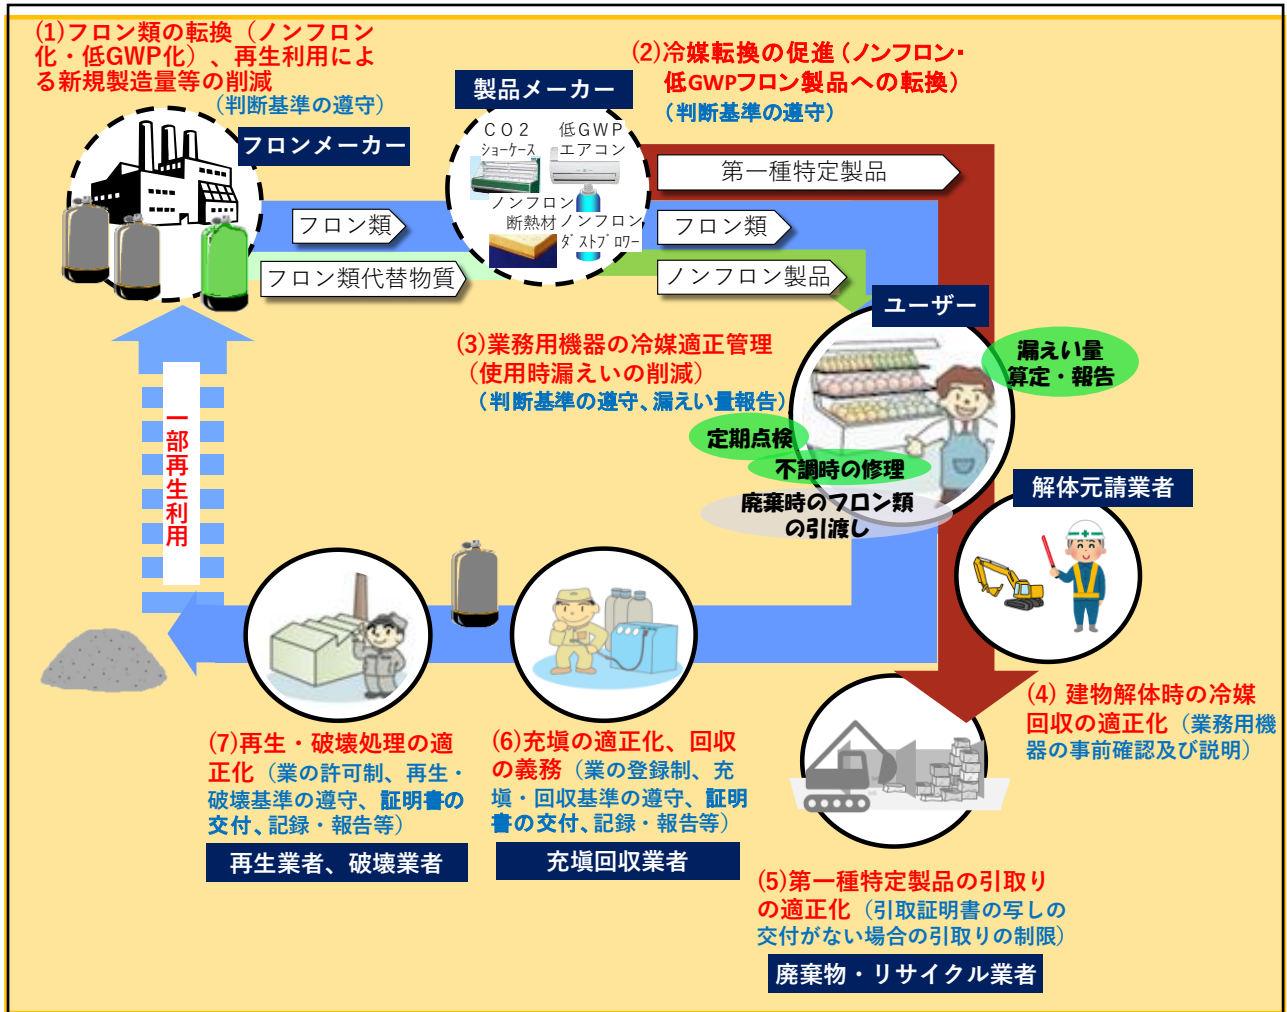 (1)フロン類の転換（ノンフロン
化・低GWP化）、再生利用によ
る新規製造量等の削減
（判断基準の遵守）
フロンメーカー
製品メーカー
(2)冷媒転換の促進（ノンフロン・
低GWPフロン製品への転換）
（判断基準の遵守）
ＣＯ２
ショーケース
低ＧＷＰ
エアコン
ノンフロン
断熱材
ノンフロン
ダストブロワー
第一種特定製品
フロン類
フロン類
フロン類代替物質
ノンフロン製品
ユーザー
(3)業務用機器の冷媒適正管理
（使用時漏えいの削減）
（判断基準の遵守、漏えい量報告）
漏えい量
算定・報告
定期点検
不調時の修理
廃棄時のフロン類
の引渡し
一部再生利用
解体元請業者
(4) 建物解体時の冷媒
回収の適正化（業務用機
器の事前確認及び説明）
(7)再生・破壊処理の適
正化（業の許可制、再生・
破壊基準の遵守、証明書の
交付、記録・報告等）
再生業者、破壊業者
(6)充塡の適正化、回収
の義務（業の登録制、充
塡・回収基準の遵守、証明
書の交付、記録・報告等）
充塡回収業者
(5)第一種特定製品の引取り
の適正化（引取証明書の写しの
交付がない場合の引取りの制限）
廃棄物・リサイクル業者